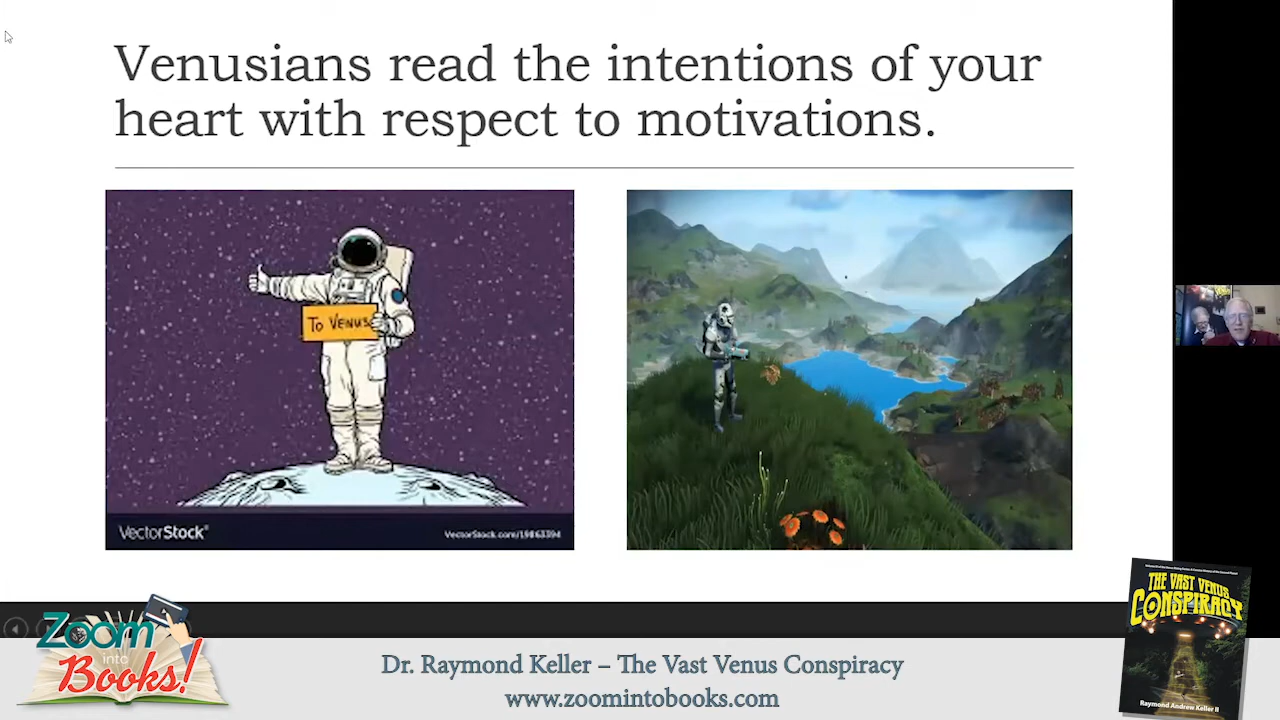 Venusians read the intentions of your
heart with respect to motivations.
To VENUS
VectorStock®
VectorStock.com/19863394
Zoom
into
Books!
Dr. Raymond Keller – The Vast Venus Conspiracy
www.zoomintobooks.com
THE VAST VENUS
CONSPIRACY
Raymond Andrew Keller II